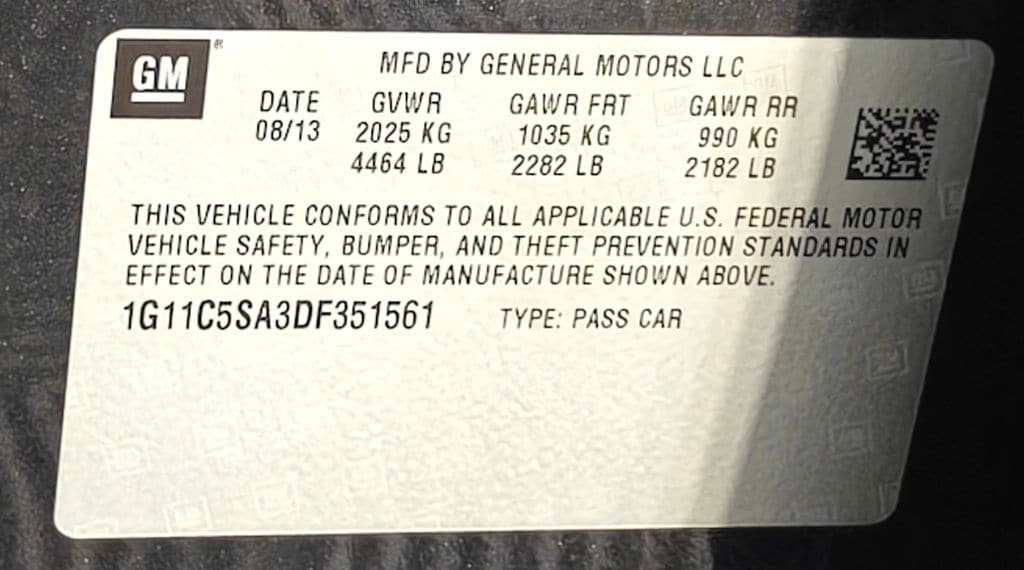 GM®
MFD BY GENERAL MOTORS LLC
DATE GVWR GAWR FRT GAWR RR
08/13 2025 KG 1035 KG 990 KG
4464 LB 2282 LB 2182 LB
THIS VEHICLE CONFORMS TO ALL APPLICABLE U.S. FEDERAL MOTOR
VEHICLE SAFETY, BUMPER, AND THEFT PREVENTION STANDARDS IN
EFFECT ON THE DATE OF MANUFACTURE SHOWN ABOVE.
1G11C5SA3DF351561 TYPE: PASS CAR